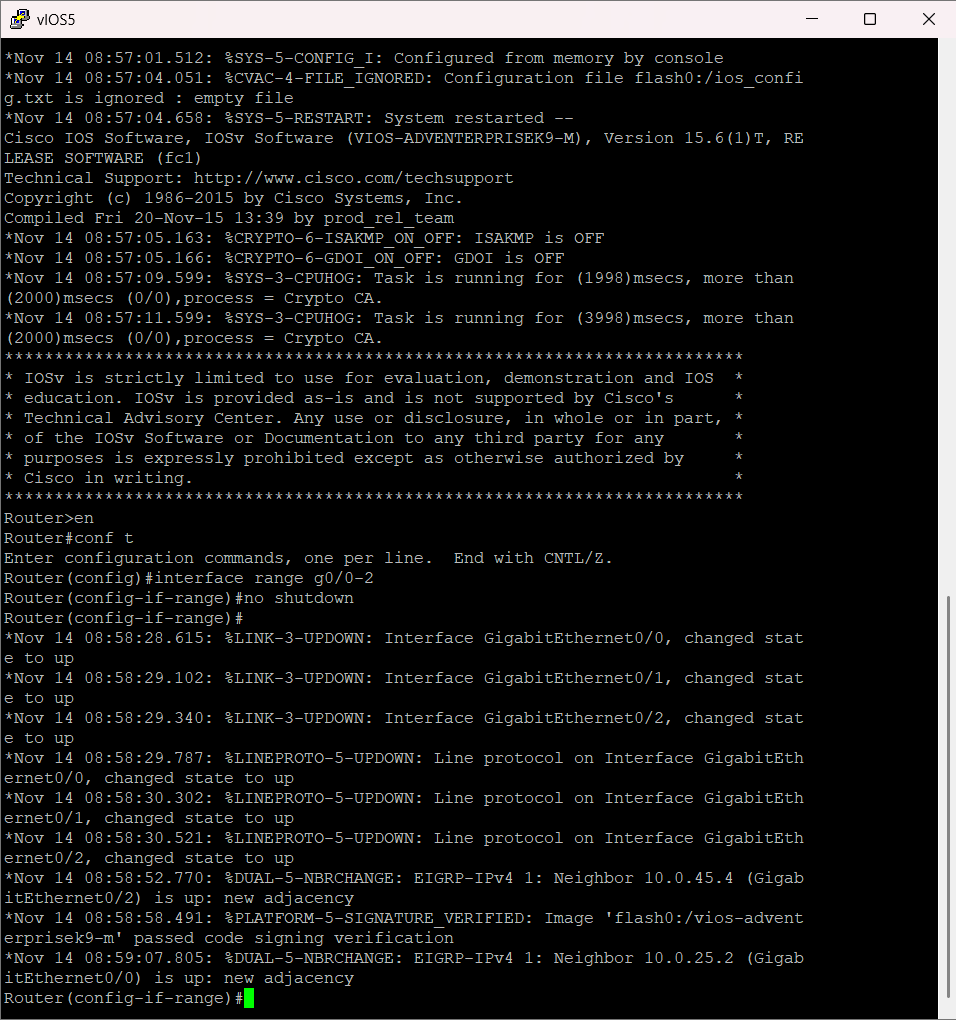 vIOS5
*Nov 14 08:57:01.512: %SYS-5-CONFIG_I: Configured from memory by console
*Nov 14 08:57:04.051: %CVAC-4-FILE_IGNORED: Configuration file flash0:/ios_confi
g.txt is ignored : empty file
*Nov 14 08:57:04.658: %SYS-5-RESTART: System restarted --
Cisco IOS Software, IOSv Software (VIOS-ADVENTERPRISEK9-M), Version 15.6(1)T, RE
LEASE SOFTWARE (fc1)
Technical Support: http://www.cisco.com/techsupport
Copyright (c) 1986-2015 by Cisco Systems, Inc.
Compiled Fri 20-Nov-15 13:39 by prod_rel_team
*Nov 14 08:57:05.163: %CRYPTO-6-ISAKMP_ON_OFF: ISAKMP is OFF
*Nov 14 08:57:05.166: %CRYPTO-6-GDOI_ON_OFF: GDOI is OFF
*Nov 14 08:57:09.599: %SYS-3-CPUHOG: Task is running for (1998)msecs, more than
(2000)msecs (0/0),process = Crypto CA.
*Nov 14 08:57:11.599: %SYS-3-CPUHOG: Task is running for (3998)msecs, more than
(2000)msecs (0/0),process = Crypto CA.
**************************************************************************
* IOSv is strictly limited to use for evaluation, demonstration and IOS  *
* education. IOSv is provided as-is and is not supported by Cisco's      *
* Technical Advisory Center. Any use or disclosure, in whole or in part, *
* of the IOSv Software or Documentation to any third party for any       *
* purposes is expressly prohibited except as otherwise authorized by     *
* Cisco in writing.                                                      *
**************************************************************************
Router>en
Router#conf t
Enter configuration commands, one per line.  End with CNTL/Z.
Router(config)#interface range g0/0-2
Router(config-if-range)#no shutdown
Router(config-if-range)#
*Nov 14 08:58:28.615: %LINK-3-UPDOWN: Interface GigabitEthernet0/0, changed stat
e to up
*Nov 14 08:58:29.102: %LINK-3-UPDOWN: Interface GigabitEthernet0/1, changed stat
e to up
*Nov 14 08:58:29.340: %LINK-3-UPDOWN: Interface GigabitEthernet0/2, changed stat
e to up
*Nov 14 08:58:29.787: %LINEPROTO-5-UPDOWN: Line protocol on Interface GigabitEth
ernet0/0, changed state to up
*Nov 14 08:58:30.302: %LINEPROTO-5-UPDOWN: Line protocol on Interface GigabitEth
ernet0/1, changed state to up
*Nov 14 08:58:30.521: %LINEPROTO-5-UPDOWN: Line protocol on Interface GigabitEth
ernet0/2, changed state to up
*Nov 14 08:58:52.770: %DUAL-5-NBRCHANGE: EIGRP-IPv4 1: Neighbor 10.0.45.4 (Gigab
itEthernet0/2) is up: new adjacency
*Nov 14 08:58:58.491: %PLATFORM-5-SIGNATURE_VERIFIED: Image 'flash0:/vios-advent
erprisek9-m' passed code signing verification
*Nov 14 08:59:07.805: %DUAL-5-NBRCHANGE: EIGRP-IPv4 1: Neighbor 10.0.25.2 (Gigab
itEthernet0/0) is up: new adjacency
Router(config-if-range)#